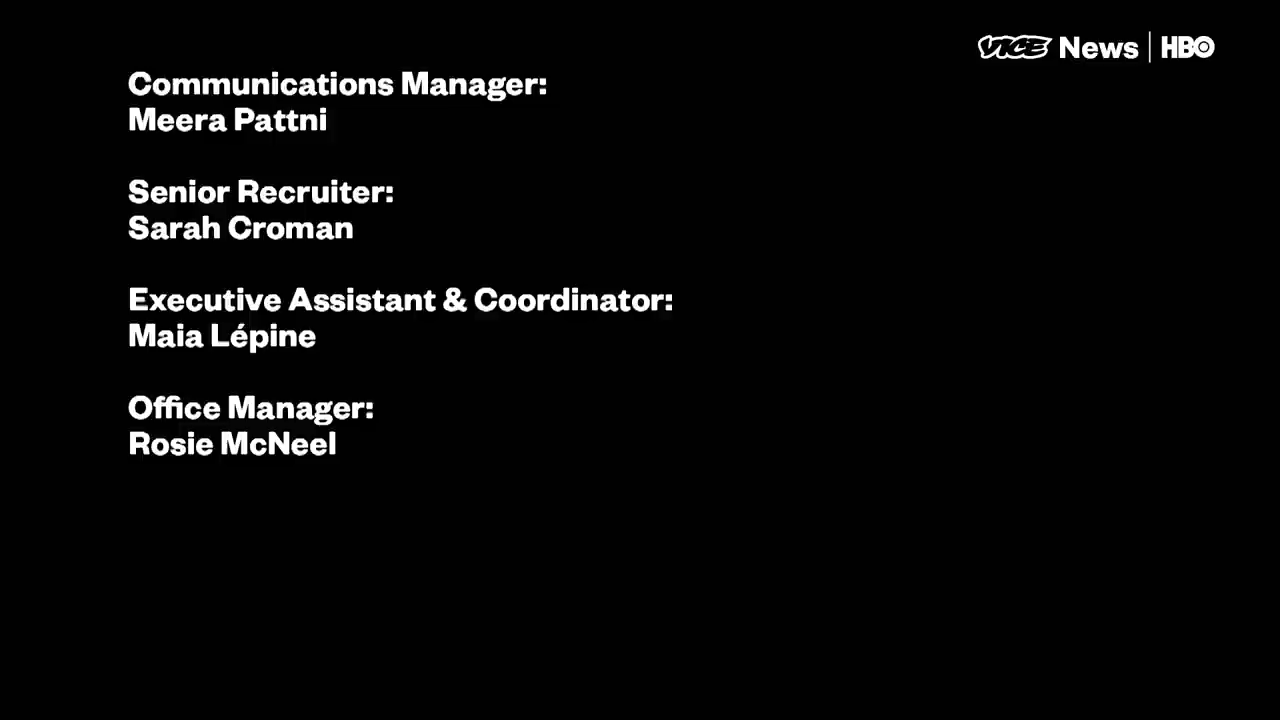 VICE News | HBO
Communications Manager:
Meera Pattni
Senior Recruiter:
Sarah Croman
Executive Assistant & Coordinator:
Maia Lépine
Office Manager:
Rosie McNeel